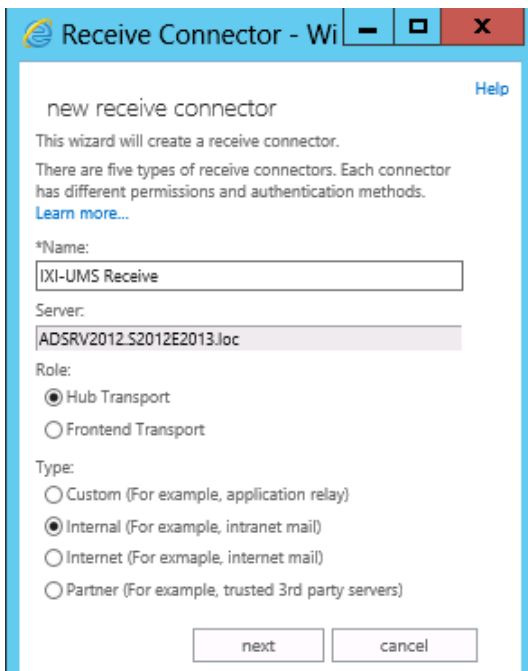 Receive Connector - Wi
Help
new receive connector
This wizard will create a receive connector.
There are five types of receive connectors. Each connector
has different permissions and authentication methods.
Learn more...
*Name:
IXI-UMS Receive
Server:
ADSRV2012.S2012E2013.loc
Role:
Hub Transport
Frontend Transport
Type:
Custom (For example, application relay)
Internal (For example, intranet mail)
Internet (For exmaple, internet mail)
Partner (For example, trusted 3rd party servers)
next cancel